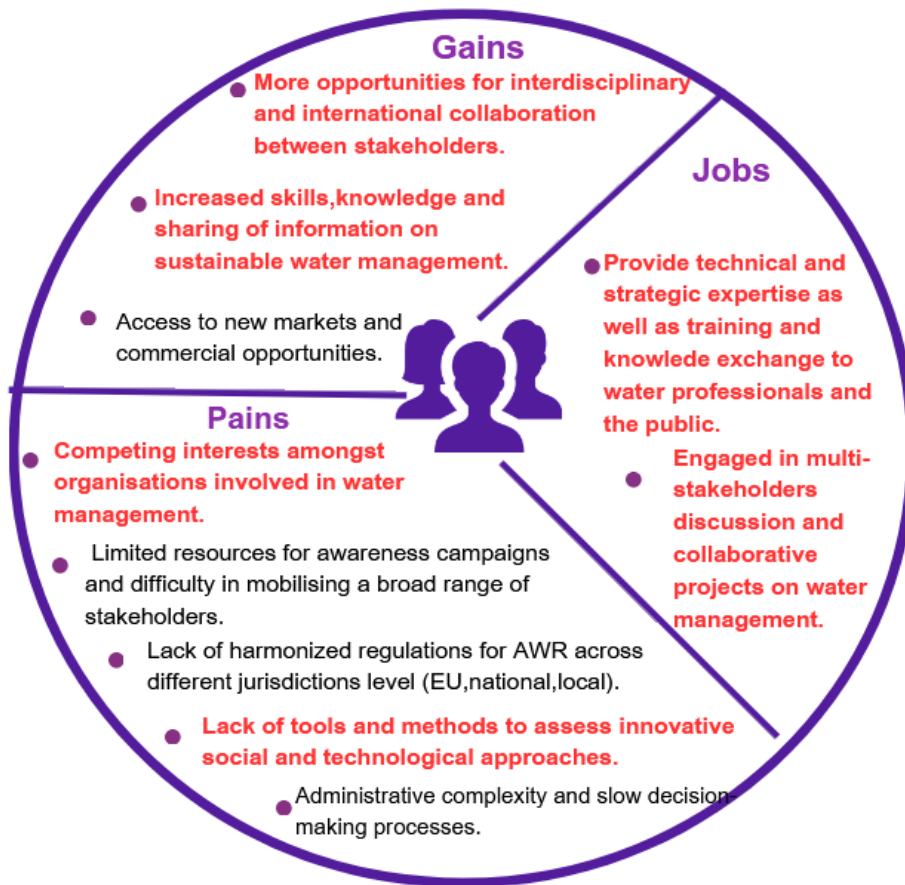 Gains
More opportunities for interdisciplinary
and international collaboration
between stakeholders.
Increased skills,knowledge and
sharing of information on
sustainable water management.
Access to new markets and
commercial opportunities.
Jobs
Provide technical and
strategic expertise as
well as training and
knowlede exchange to
water professionals and
the public.
Engaged in multi-
stakeholders
discussion and
collaborative
projects on water
management.
Pains
Competing interests amongst
organisations involved in water
management.
Limited resources for awareness campaigns
and difficulty in mobilising a broad range of
stakeholders.
Lack of harmonized regulations for AWR across
different jurisdictions level (EU,national,local).
Lack of tools and methods to assess innovative
social and technological approaches.
Administrative complexity and slow decision-
making processes.